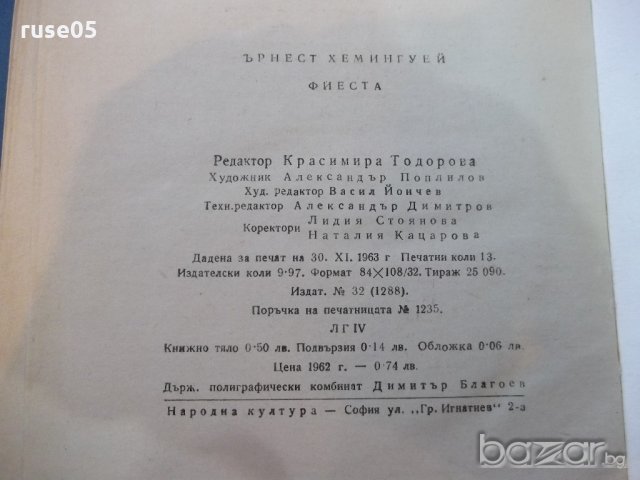 ruse05
ЪРНЕСТ ХЕМИНГУЕЙ
ФИЕСТА
Редактор Красимира Тодорова
Художник Александър Поплилов
Худ. редактор Васил Йончев
Техн. редактор Александър Димитров
Коректори Лидия Стоянова
Наталия Кацарова
Дадена за печат на 30. XI. 1963 г Печатни коли 13·
Издателски коли 9·97. Формат 84×108/32. Тираж 25 090.
Издат. № 32 (1288).
Поръчка на печатницата № 1235.
ЛГIV
Книжно тяло 0·50 лв. Подвързия 0·14 лв. Обложка 0·06 лв.
Цена 1962 г. — 0·74 лв.
Държ. полиграфически комбинат Димитър Благоев
Народна култура — София ул. „Гр. Игнатиев" 2-а
bazar.bg